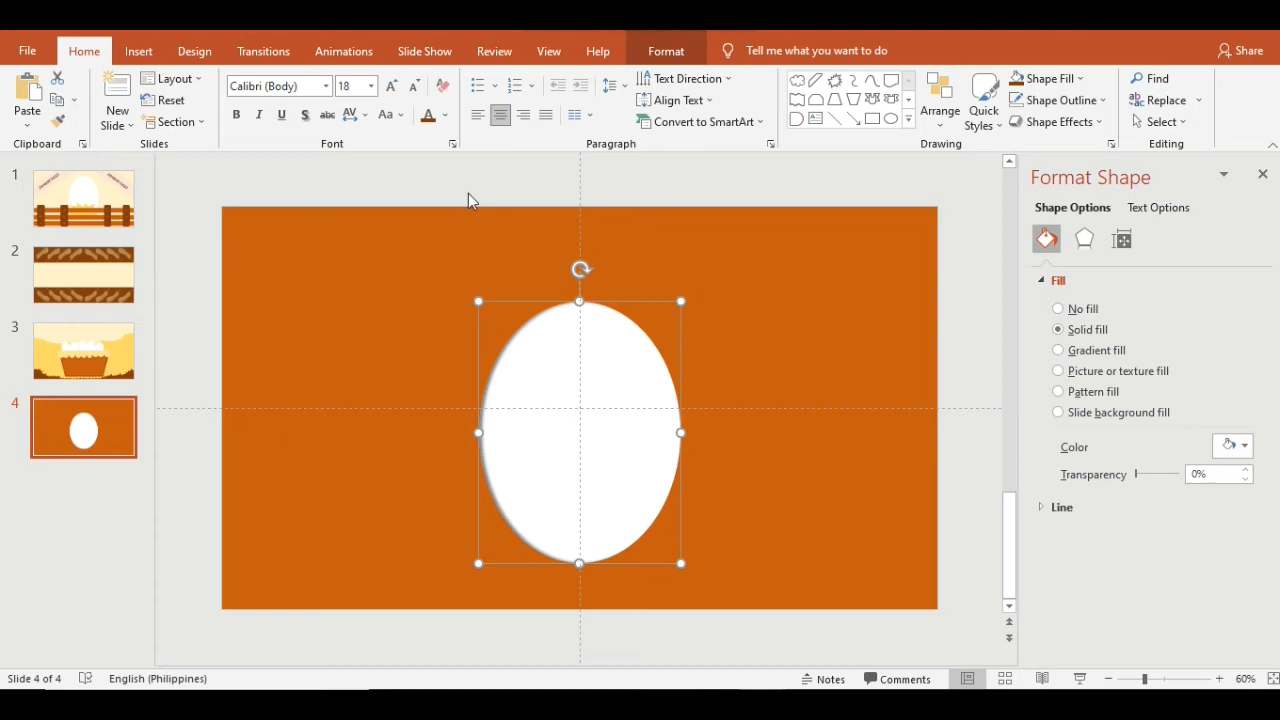 File Home Insert Design Transitions Animations Slide Show Review View Help Format Tell me what you want to do Share
Paste
Clipboard
New Slide
Layout
Reset
Section
Slides
Calibri (Body) 18
B I U S abc AV Aa A
Font
Text Direction
Align Text
Convert to SmartArt
Paragraph
Arrange
Quick Styles
Shape Fill
Shape Outline
Shape Effects
Drawing
Find
Replace
Select
Editing
1
2
3
4
Format Shape
Shape Options Text Options
Fill
No fill
Solid fill
Gradient fill
Picture or texture fill
Pattern fill
Slide background fill
Color
Transparency 0%
Line
Slide 4 of 4 English (Philippines) Notes Comments 60%